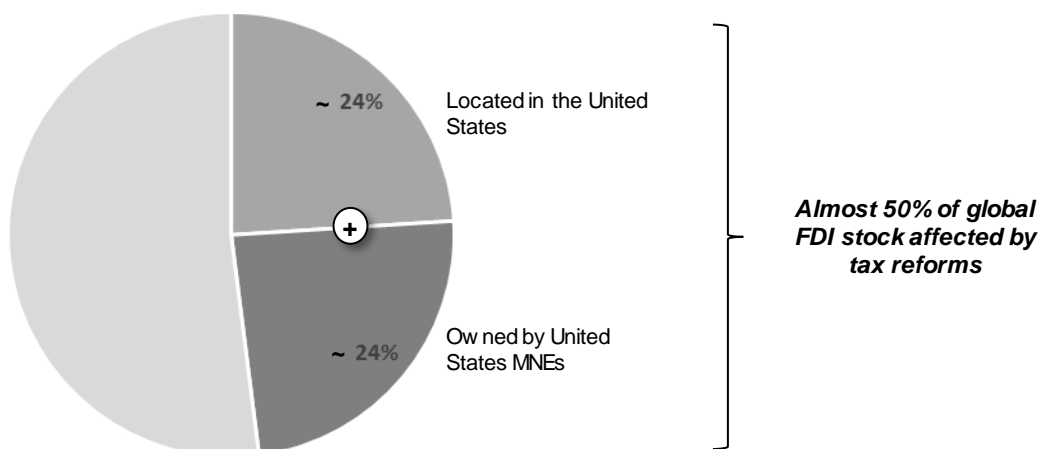 ~ 24%
Located in the United
States
+
Almost 50% of global
FDI stock affected by
tax reforms
~ 24%
Owned by United
States MNEs